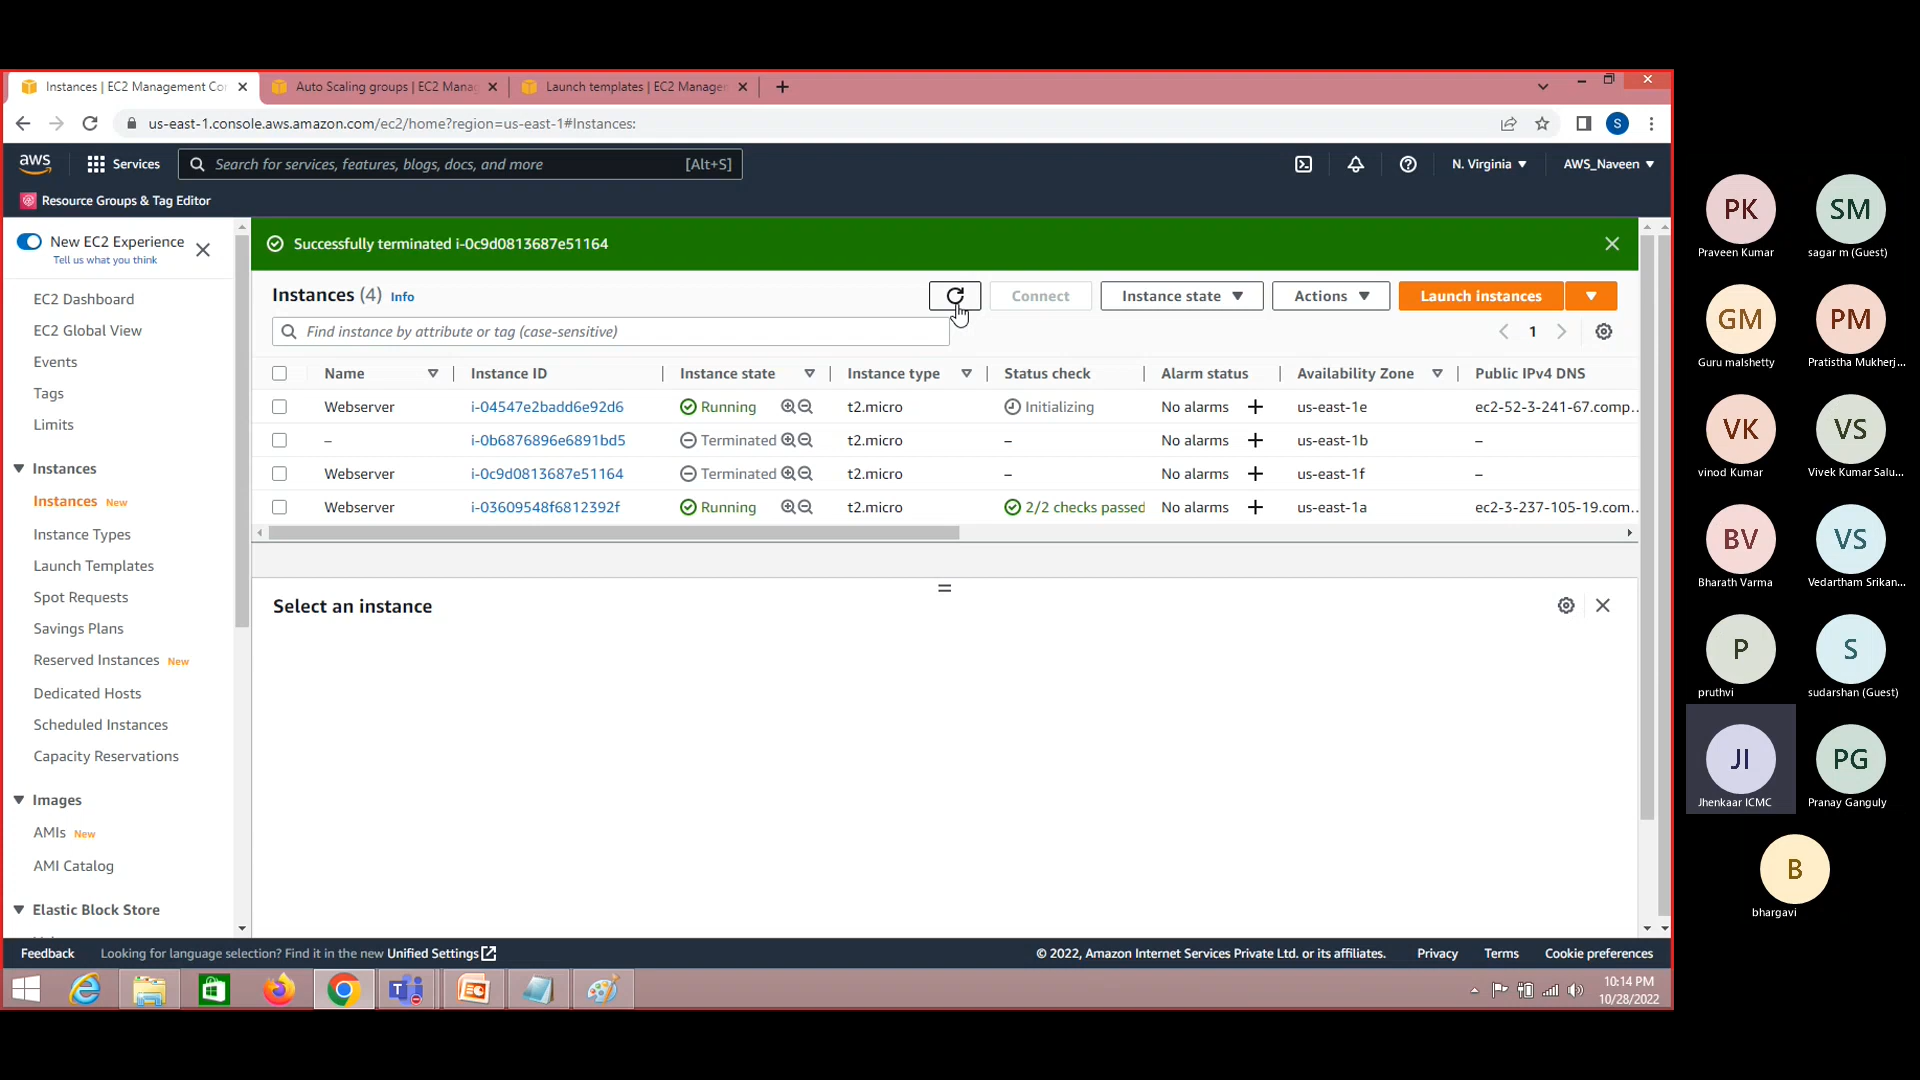 Instances | EC2 Management Co
Auto Scaling groups | EC2 Mana
Launch templates | EC2 Manage
us-east-1.console.aws.amazon.com/ec2/home?region=us-east-1#Instances:
S
aws
Services
Search for services, features, blogs, docs, and more
[Alt+S]
N. Virginia
AWS_Naveen
Resource Groups & Tag Editor
New EC2 Experience
Tell us what you think
EC2 Dashboard
EC2 Global View
Events
Tags
Limits
Instances
Instances New
Instance Types
Launch Templates
Spot Requests
Savings Plans
Reserved Instances New
Dedicated Hosts
Scheduled Instances
Capacity Reservations
Images
AMIs New
AMI Catalog
Elastic Block Store
Successfully terminated i-0c9d0813687e51164
Instances (4) Info
Connect
Instance state
Actions
Launch instances
Find instance by attribute or tag (case-sensitive)
1
Name Instance ID Instance state Instance type Status check Alarm status Availability Zone Public IPv4 DNS
Webserver i-04547e2badd6e92d6 Running t2.micro Initializing No alarms + us-east-1e ec2-52-3-241-67.comp...
– i-0b6876896e6891bd5 Terminated t2.micro – No alarms + us-east-1b –
Webserver i-0c9d0813687e51164 Terminated t2.micro – No alarms + us-east-1f –
Webserver i-03609548f6812392f Running t2.micro 2/2 checks passed No alarms + us-east-1a ec2-3-237-105-19.com...
Select an instance
Feedback
Looking for language selection? Find it in the new Unified Settings
© 2022, Amazon Internet Services Private Ltd. or its affiliates.
Privacy
Terms
Cookie preferences
10:14 PM
10/28/2022
PK
Praveen Kumar
SM
sagar m (Guest)
GM
Guru malshetty
PM
Pratistha Mukherj...
VK
vinod Kumar
VS
Vivek Kumar Salu...
BV
Bharath Varma
VS
Vedartham Srikan...
P
pruthvi
S
sudarshan (Guest)
JI
Jhenkaar ICMC
PG
Pranay Ganguly
B
bhargavi